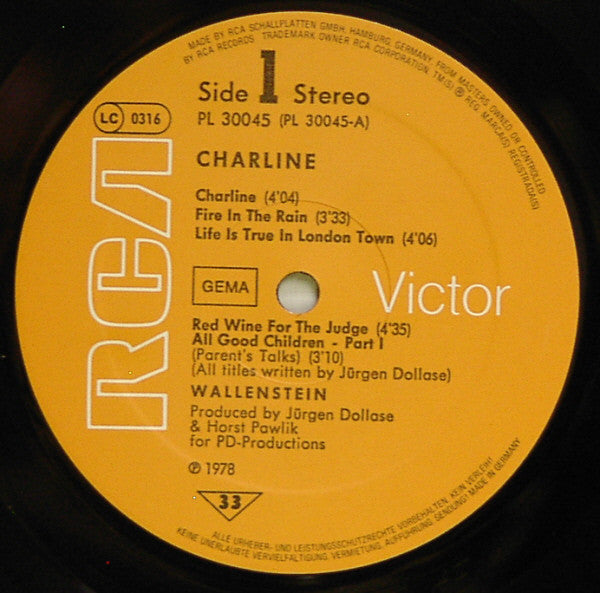 MADE BY RCA SCHALLPLATTEN GMBH, HAMBURG, GERMANY, FROM MASTERS OWNED OR CONTROLLED
BY RCA RECORDS TRADEMARK OWNER RCA CORPORATION. TM(S) ® REG. MARCA(S) REGISTRADA(S)
Side 1 Stereo
PL 30045 (PL 30045-A)
LC 0316
RCA
CHARLINE
Charline (4'04)
Fire In The Rain (3'33)
Life Is True In London Town (4'06)
GEMA
Victor
Red Wine For The Judge (4'35)
All Good Children - Part I
(Parent's Talks) (3'10)
(All titles written by Jürgen Dollase)
WALLENSTEIN
Produced by Jürgen Dollase
& Horst Pawlik
for PD-Productions
℗ 1978
33
ALLE URHEBER- UND LEISTUNGSSCHUTZRECHTE VORBEHALTEN. KEIN VERLEIH!
KEINE UNERLAUBTE VERVIELFÄLTIGUNG, VERMIETUNG, AUFFÜHRUNG, SENDUNG! MADE IN GERMANY